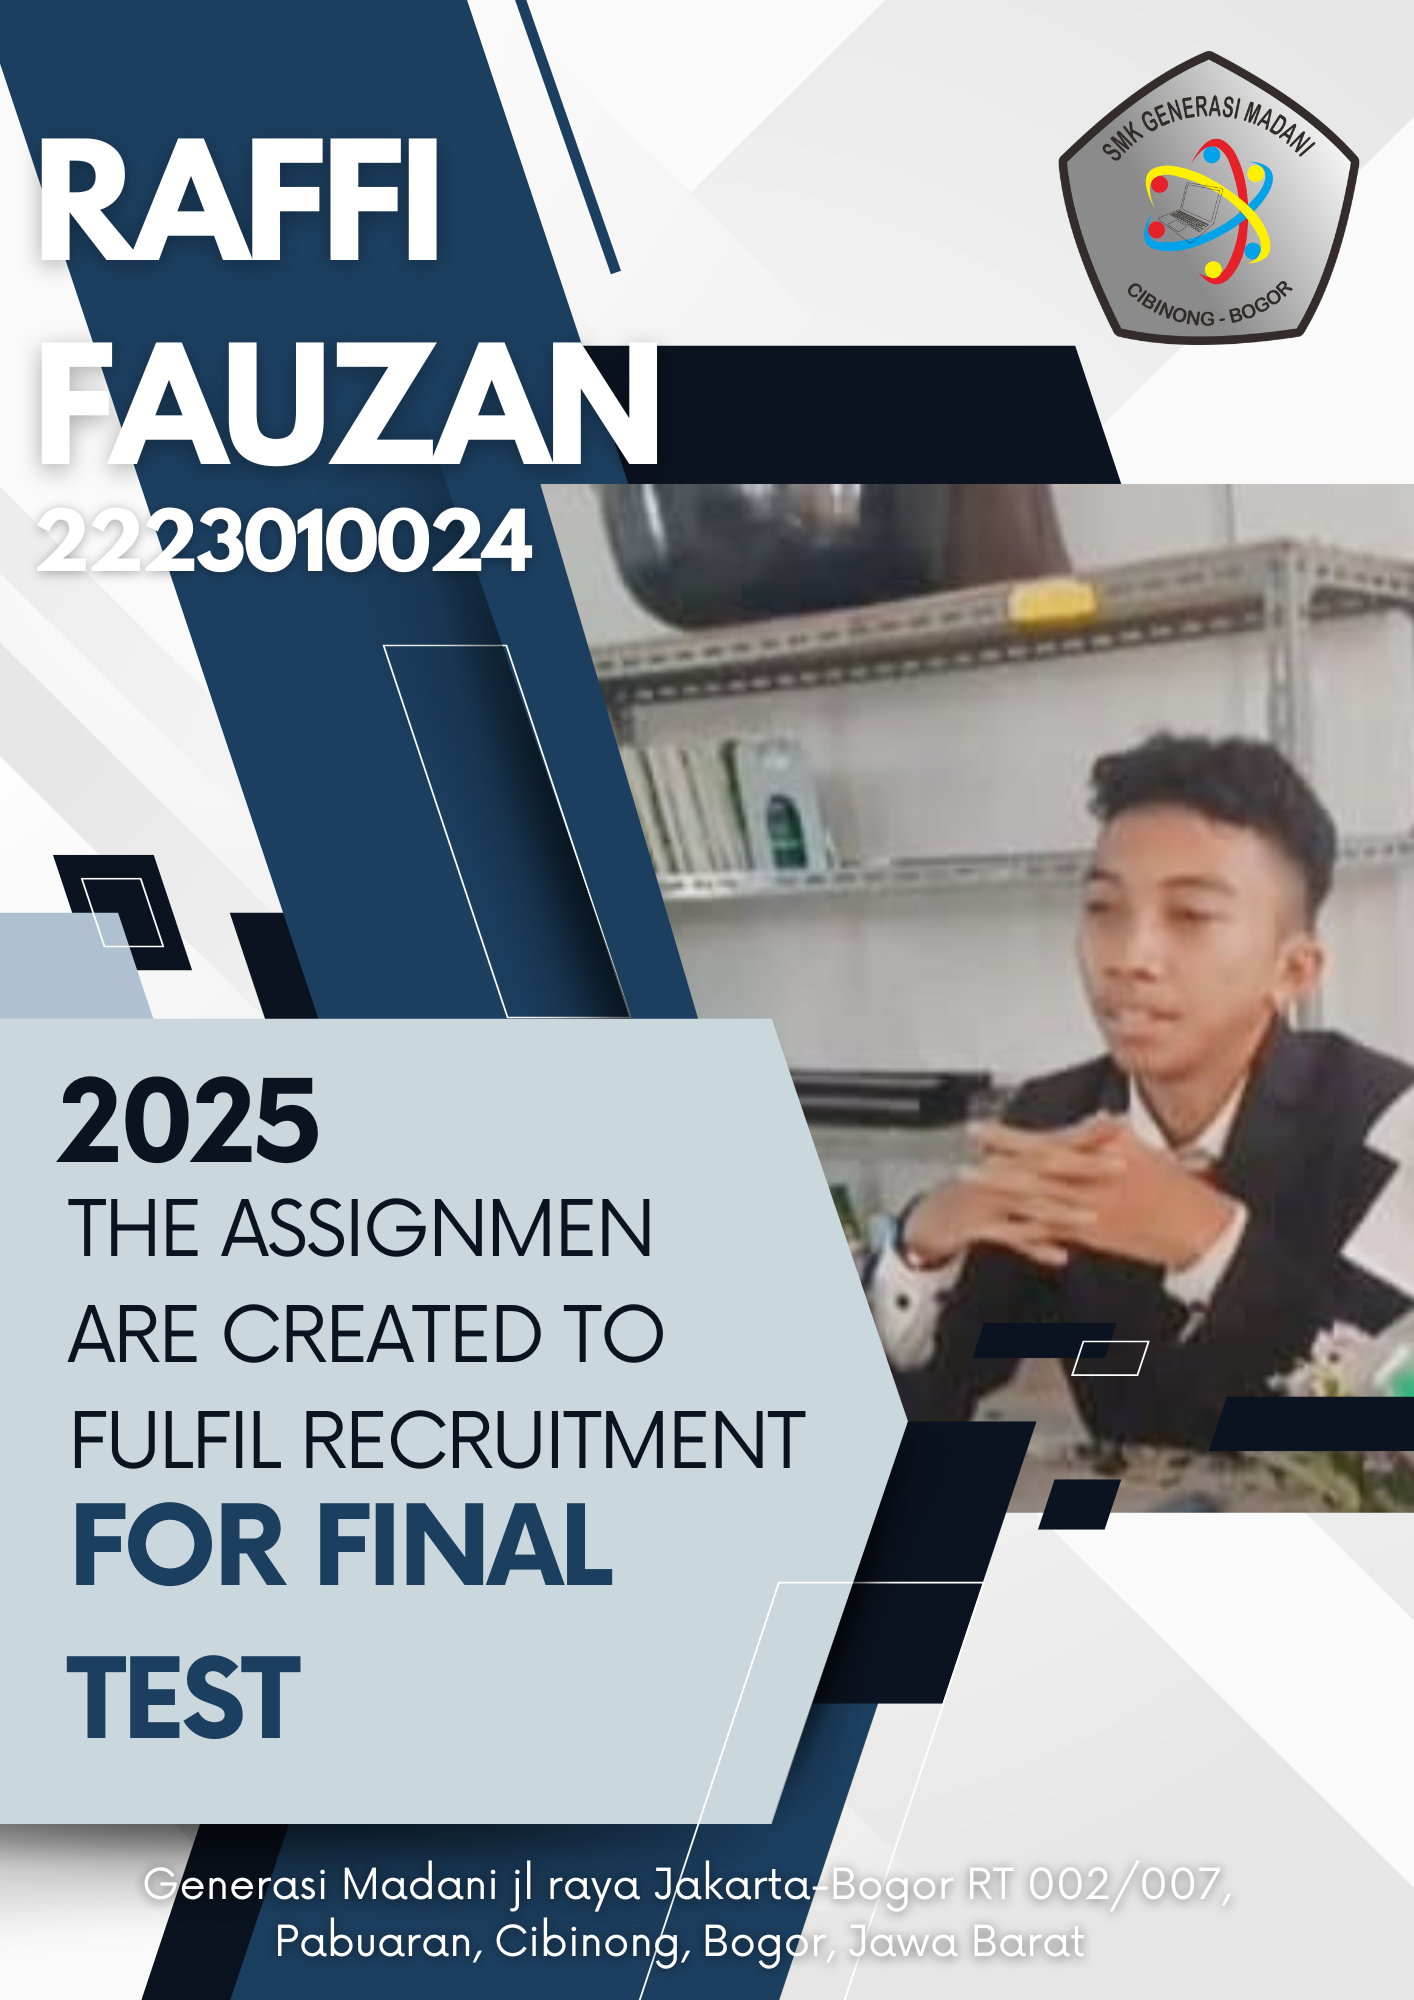 SMK GENERASI MADANI
CIBINONG - BOGOR
RAFFI
FAUZAN
2223010024
2025
THE ASSIGNMEN
ARE CREATED TO
FULFIL RECRUITMENT
FOR FINAL
TEST
Generasi Madani jl raya Jakarta-Bogor RT 002/007,
Pabuaran, Cibinong, Bogor, Jawa Barat